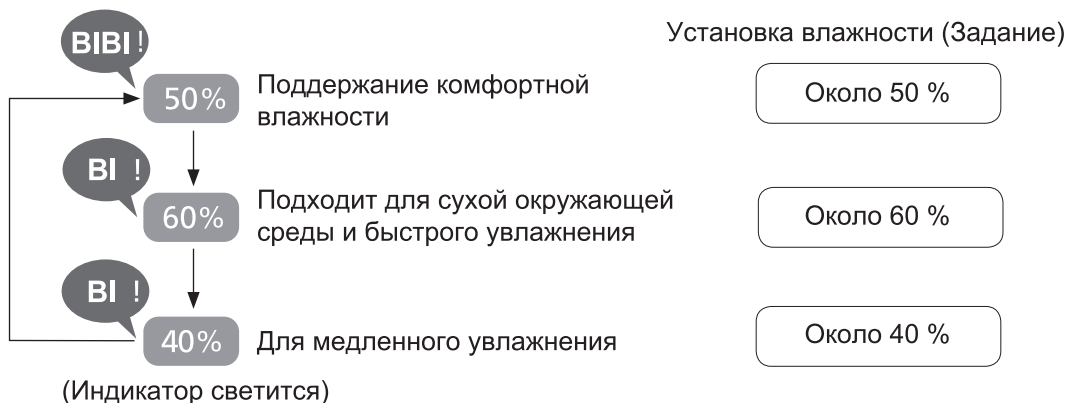 Установка влажности (Задание)
BIBI !
50%
Поддержание комфортной
влажности
Около 50 %
BI !
60%
Подходит для сухой окружающей
среды и быстрого увлажнения
Около 60 %
BI !
40%
Для медленного увлажнения
Около 40 %
(Индикатор светится)